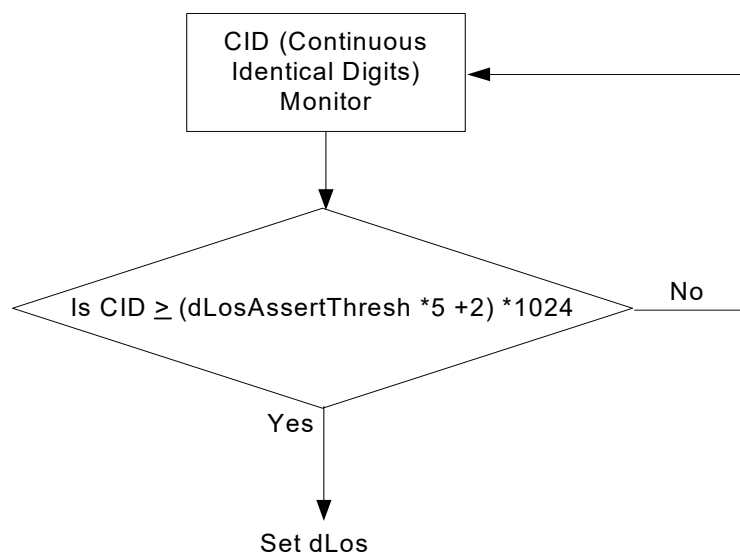 CID (Continuous
Identical Digits)
Monitor
Is CID ≥ (dLosAssertThresh *5 +2) *1024
No
Yes
Set dLos